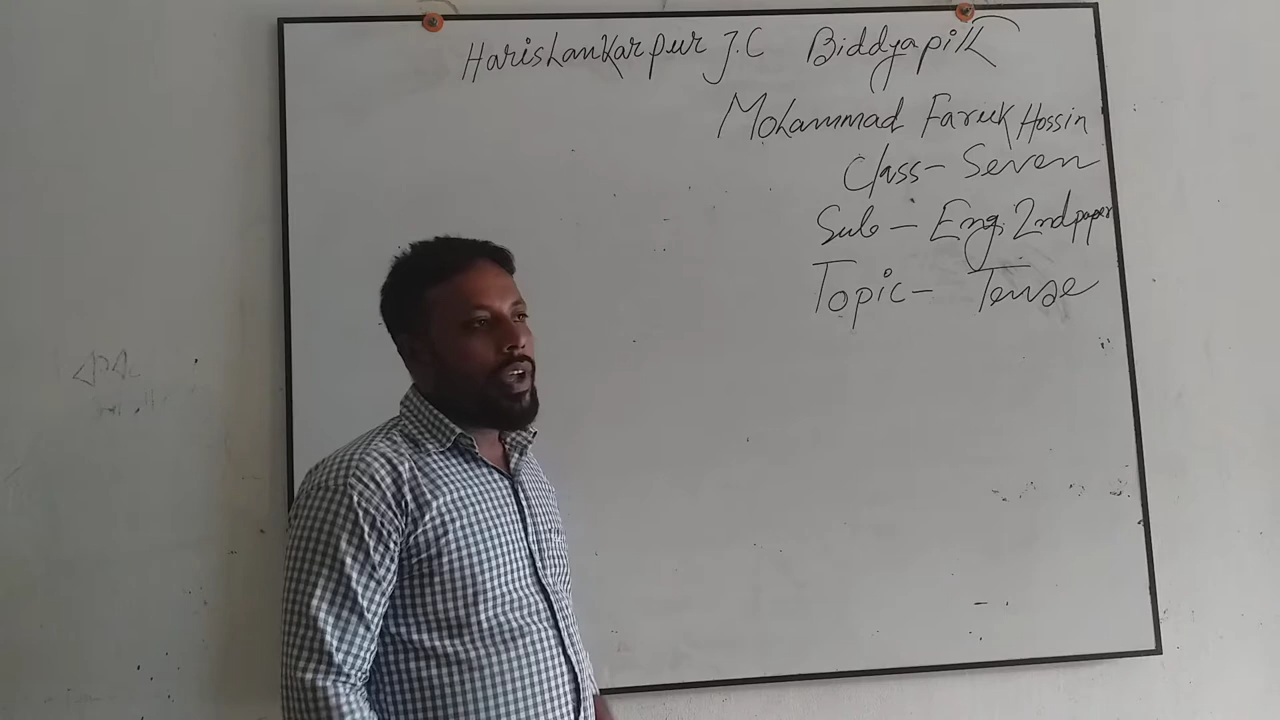 Harishankarpur J.C Biddyapith
Mohammad Faruk Hossin
Class- Seven
Sub - Eng. 2nd paper
Topic- Tense